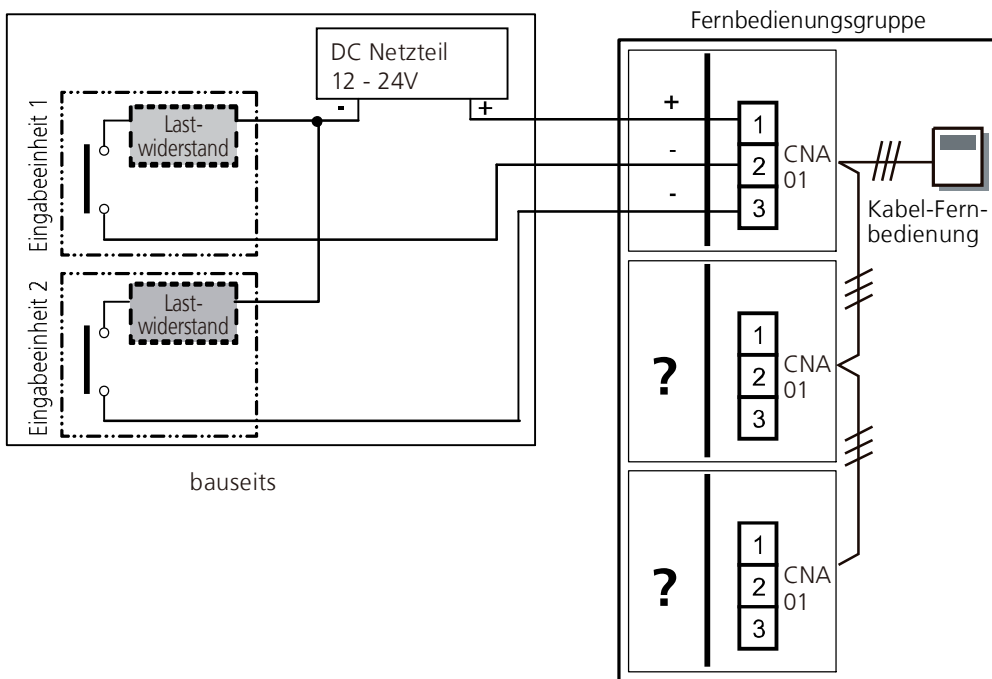 Fernbedienungsgruppe
DC Netzteil
12 - 24V
- +
Eingabeeinheit 1
Last-
widerstand
+
-
-
1
2
3
CNA
01
Kabel-Fern-
bedienung
Eingabeeinheit 2
Last-
widerstand
?
1
2
3
CNA
01
bauseits
?
1
2
3
CNA
01